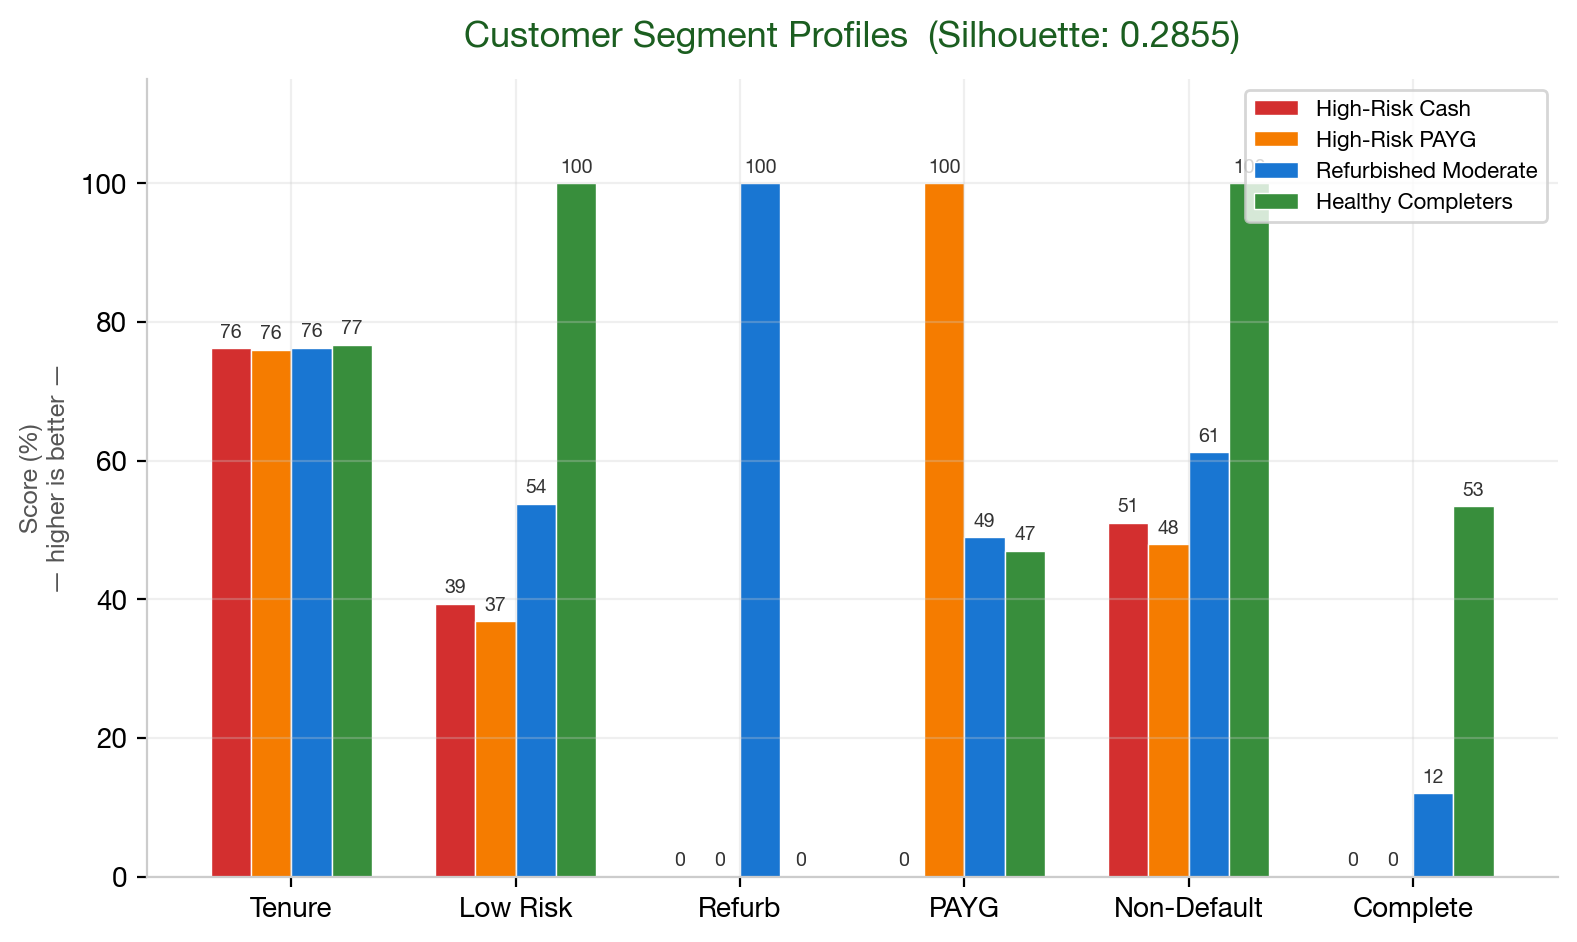 Customer Segment Profiles (Silhouette: 0.2855)
High-Risk Cash
High-Risk PAYG
Refurbished Moderate
Healthy Completers
Score (%)
— higher is better —
100
80
60
40
20
0
76 76 76 77
39 37 54 100
0 0 100 0
0 100 49 47
51 48 61 100
0 0 12 53
Tenure Low Risk Refurb PAYG Non-Default Complete